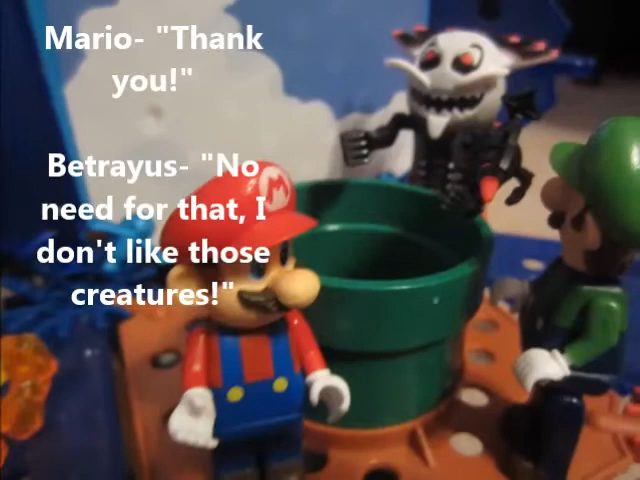 Mario- "Thank
you!"
Betrayus- "No
need for that, I
don't like those
creatures!"
M